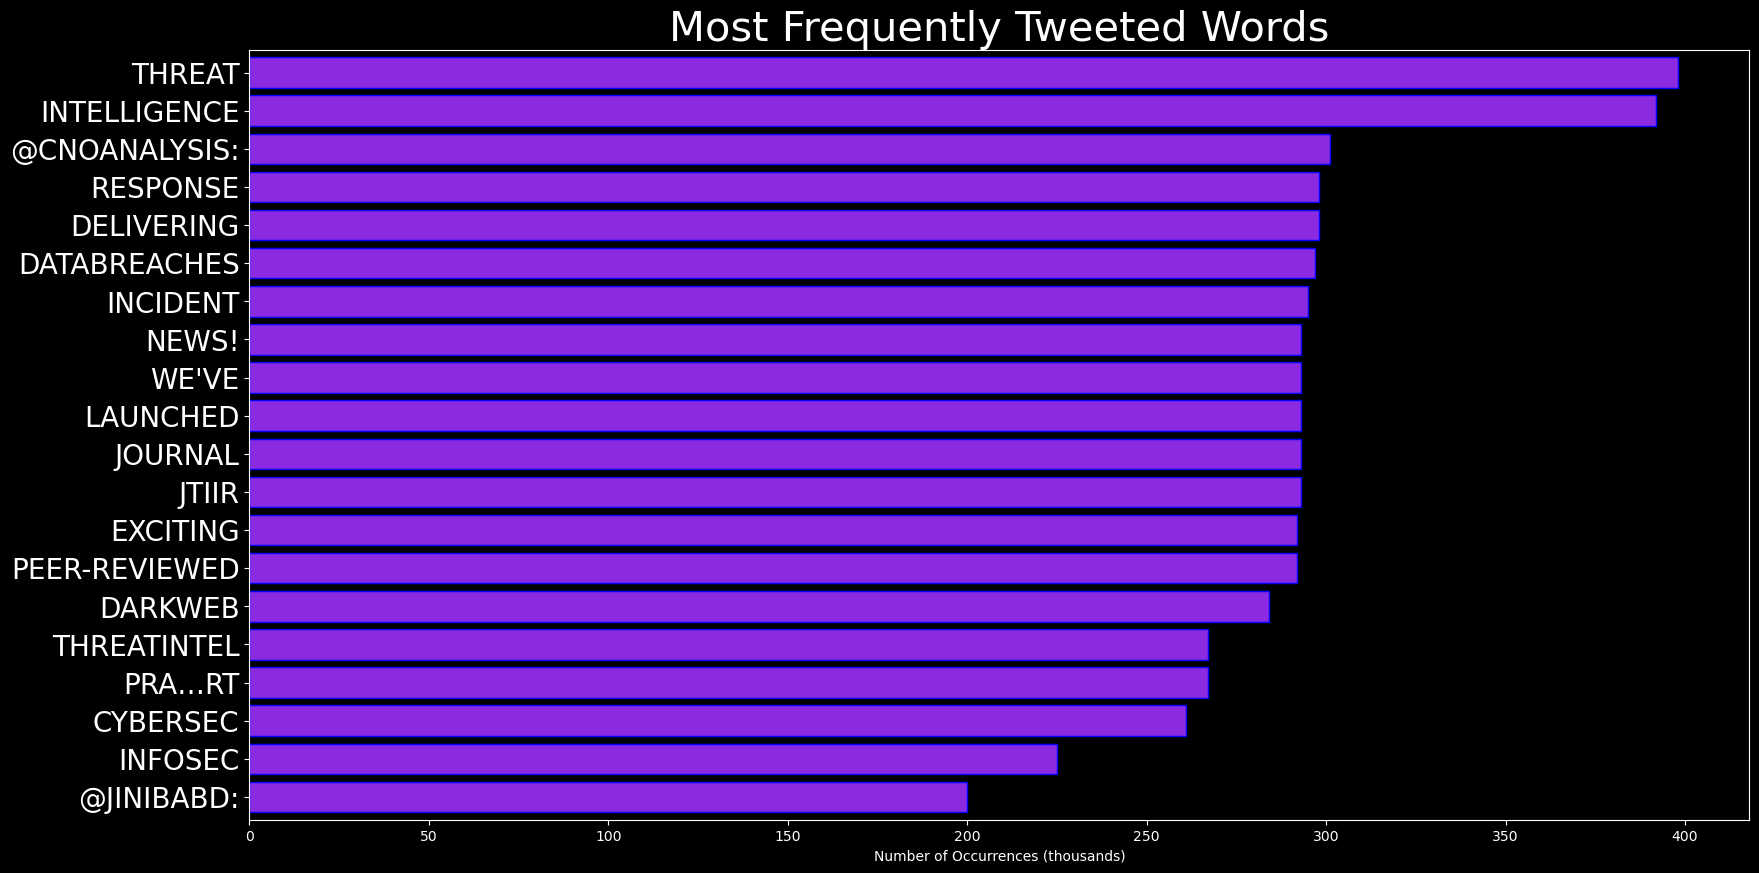 Most Frequently Tweeted Words
THREAT
INTELLIGENCE
@CNOANALYSIS:
RESPONSE
DELIVERING
DATABREACHES
INCIDENT
NEWS!
WE'VE
LAUNCHED
JOURNAL
JTIIR
EXCITING
PEER-REVIEWED
DARKWEB
THREATINTEL
PRA…RT
CYBERSEC
INFOSEC
@JINIBABD:
0 50 100 150 200 250 300 350 400
Number of Occurrences (thousands)